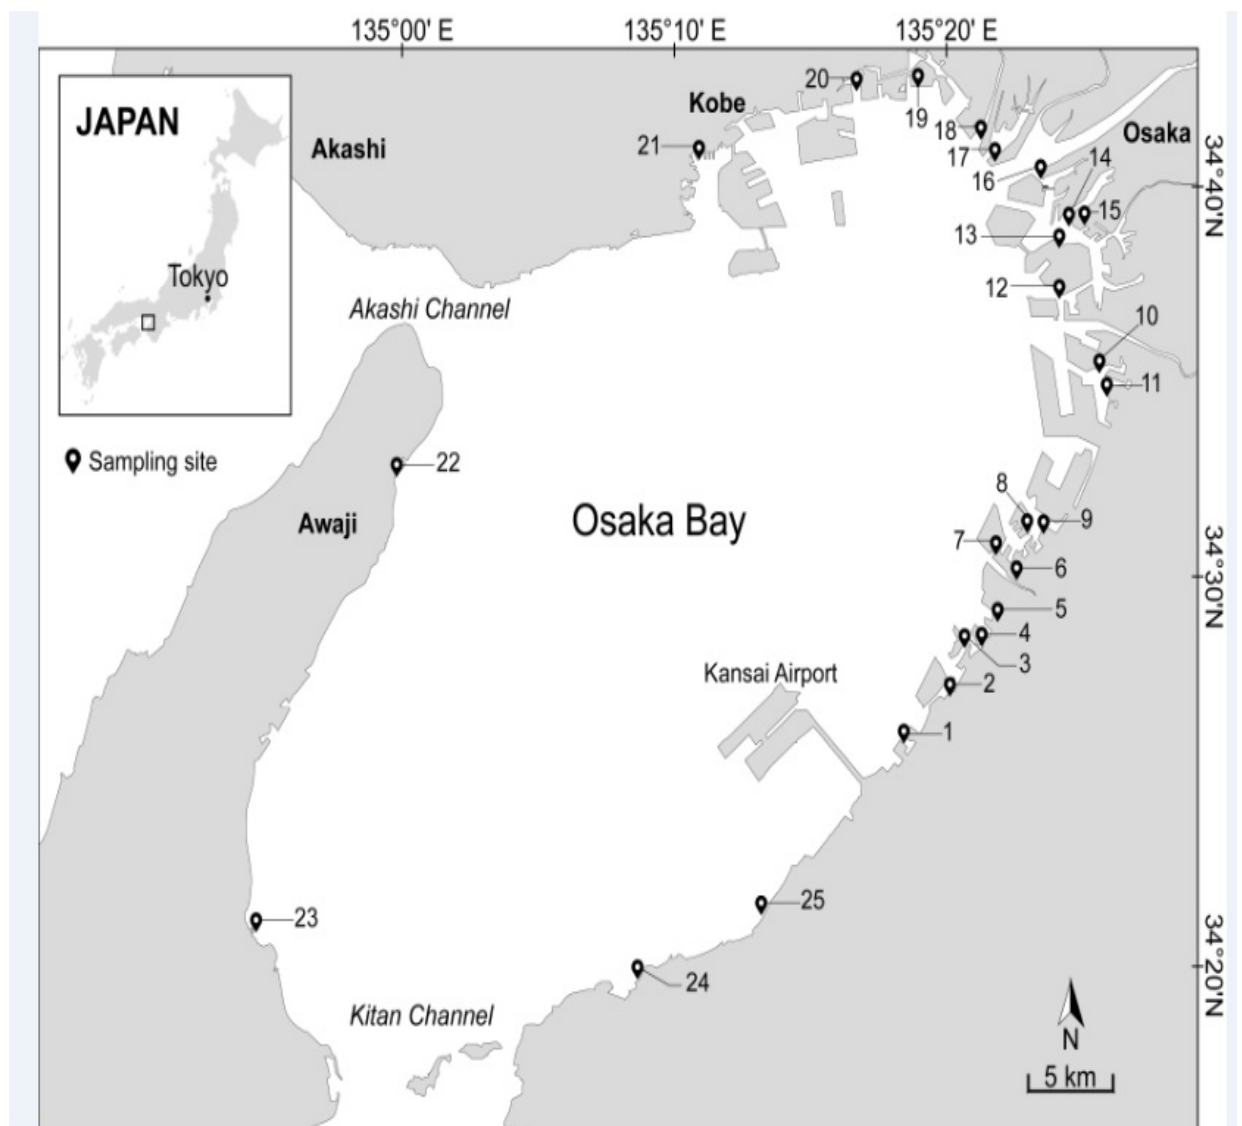 135°00' E
135°10' E
135°20' E
JAPAN
Tokyo
Sampling site
Akashi
Kobe
Osaka
Akashi Channel
Awaji
Osaka Bay
Kansai Airport
Kitan Channel
20
19
18
17
16
14
15
13
12
10
11
21
22
8
9
7
6
5
4
3
2
1
25
23
24
34°40'N
34°30'N
34°20'N
N
5 km